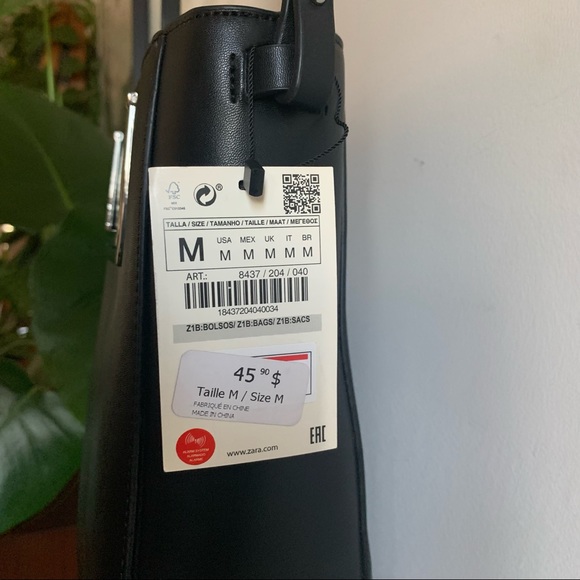 FSC
®
TALLA / SIZE / TAMANHO / TAILLE / MAAT / ΜΕΓΕΘΟΣ
M
USA MEX UK IT BR
M M M M M
ART.: 8437 / 204 / 040
18437204040034
Z1B:BOLSOS/ Z1B:BAGS/ Z1B:SACS
45 90 $
Taille M / Size M
FABRIQUÉ EN CHINE
MADE IN CHINA
EAC
www.zara.com